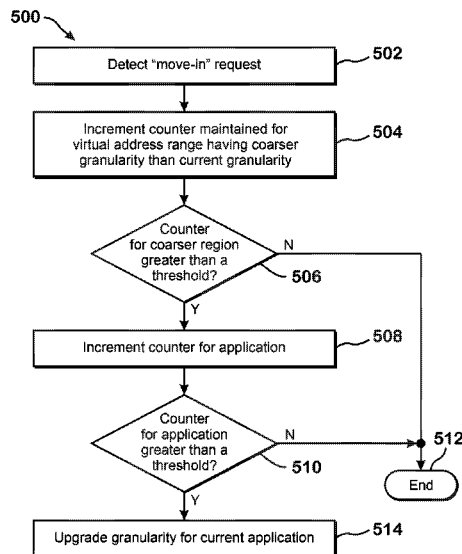 500
Detect "move-in" request
502
Increment counter maintained for
virtual address range having coarser
granularity than current granularity
504
Counter
for coarser region
greater than a
threshold?
N
506
Y
Increment counter for application
508
Counter
for application
greater than a
threshold?
N
510
512
End
Y
Upgrade granularity for current application
514